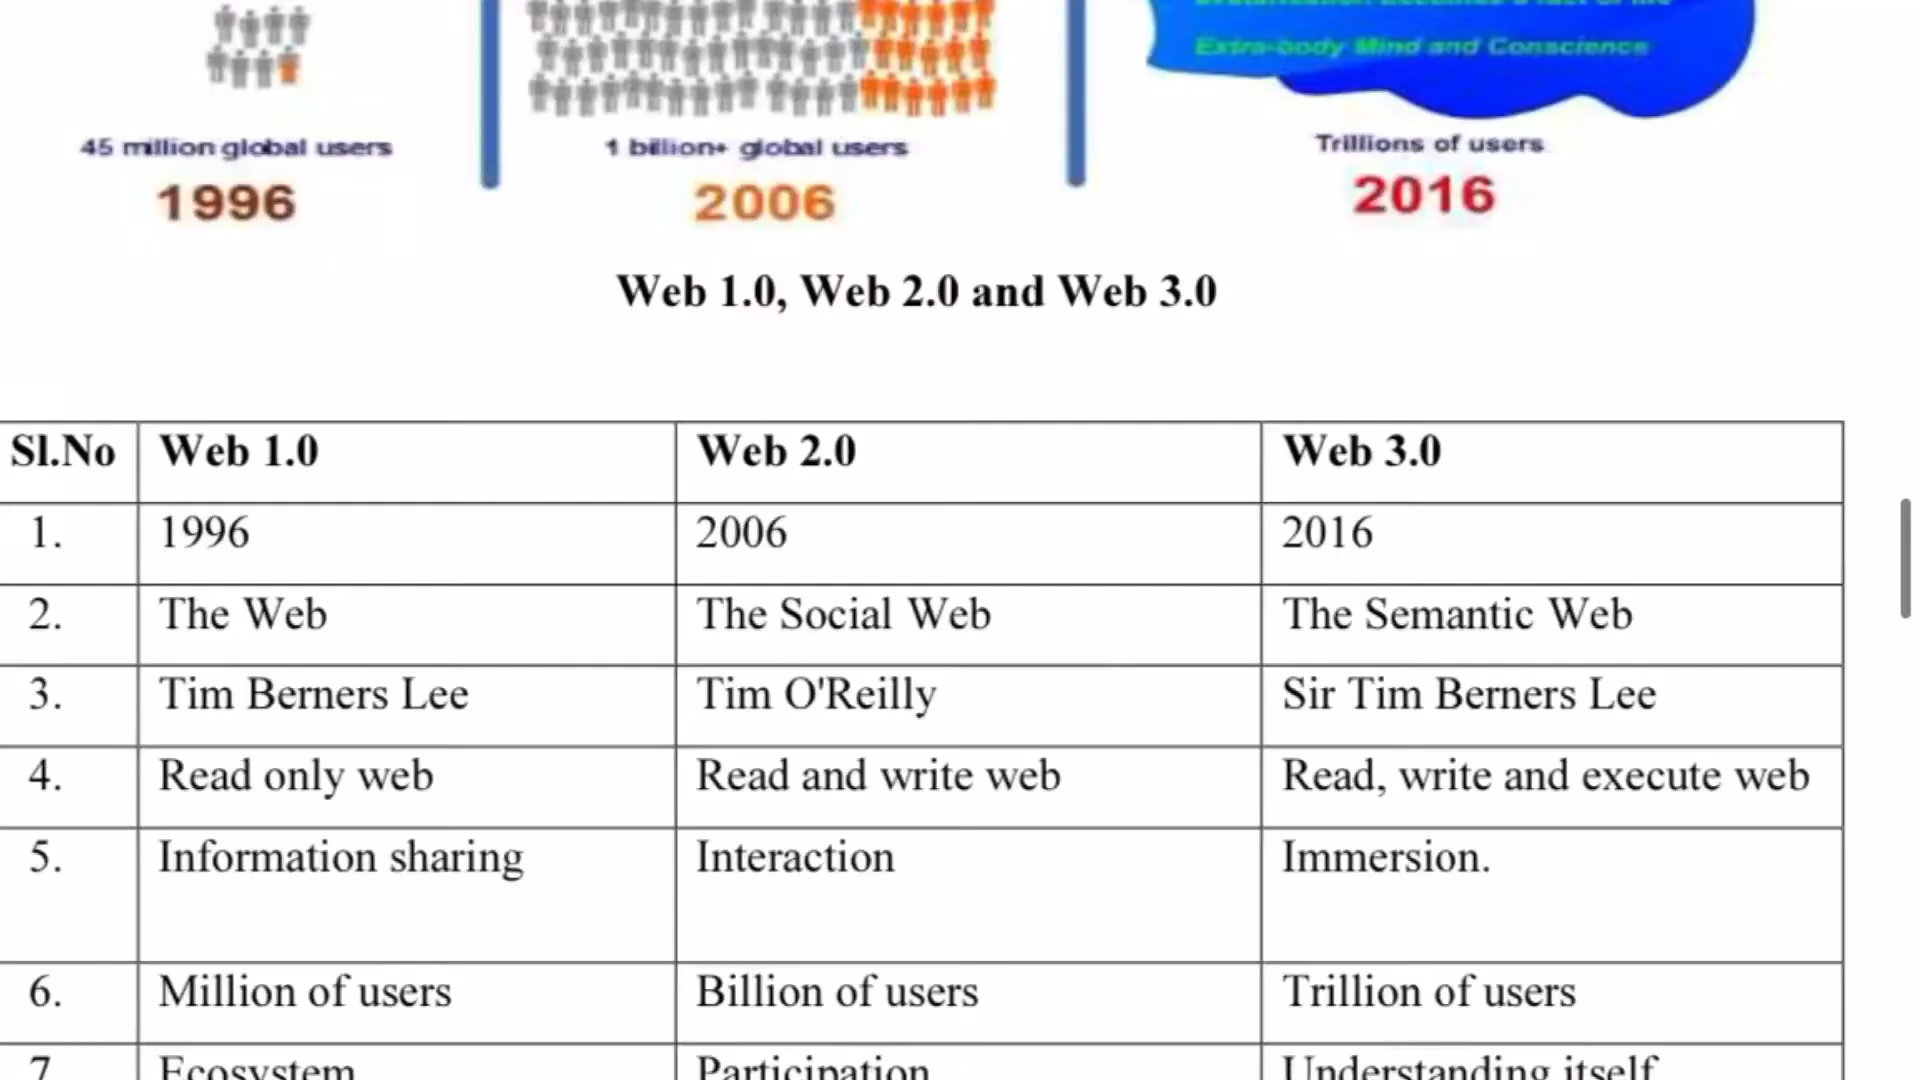 Extra-body Mind and Conscience
45 million global users
1 billion+ global users
Trillions of users
1996
2006
2016
Web 1.0, Web 2.0 and Web 3.0
Sl.No Web 1.0 Web 2.0 Web 3.0
1. 1996 2006 2016
2. The Web The Social Web The Semantic Web
3. Tim Berners Lee Tim O'Reilly Sir Tim Berners Lee
4. Read only web Read and write web Read, write and execute web
5. Information sharing Interaction Immersion.
6. Million of users Billion of users Trillion of users
7. Ecosystem Participation Understanding itself